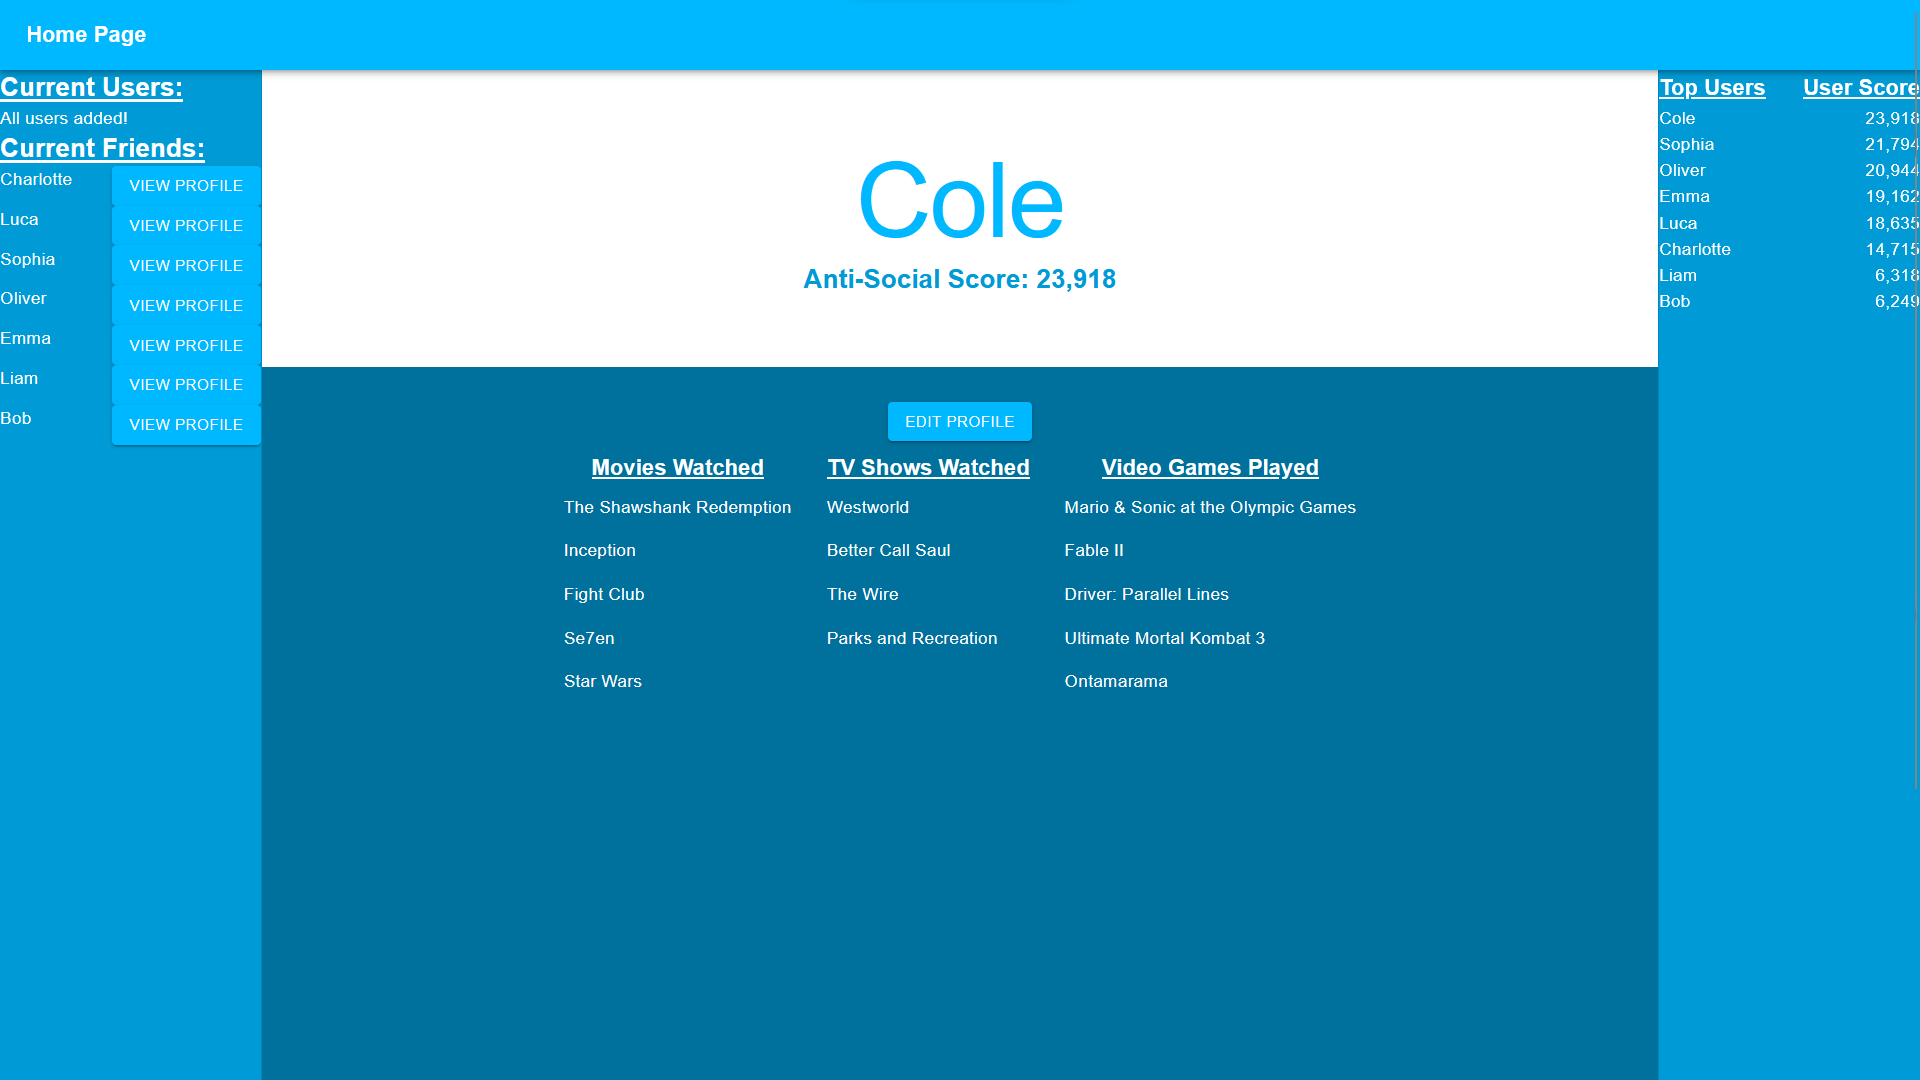 Home Page
Current Users:
All users added!
Current Friends:
Charlotte VIEW PROFILE
Luca VIEW PROFILE
Sophia VIEW PROFILE
Oliver VIEW PROFILE
Emma VIEW PROFILE
Liam VIEW PROFILE
Bob VIEW PROFILE
Cole
Anti-Social Score: 23,918
EDIT PROFILE
Movies Watched TV Shows Watched Video Games Played
The Shawshank Redemption Westworld Mario & Sonic at the Olympic Games
Inception Better Call Saul Fable II
Fight Club The Wire Driver: Parallel Lines
Se7en Parks and Recreation Ultimate Mortal Kombat 3
Star Wars Ontamarama
Top Users User Score
Cole 23,918
Sophia 21,794
Oliver 20,944
Emma 19,162
Luca 18,635
Charlotte 14,715
Liam 6,318
Bob 6,249